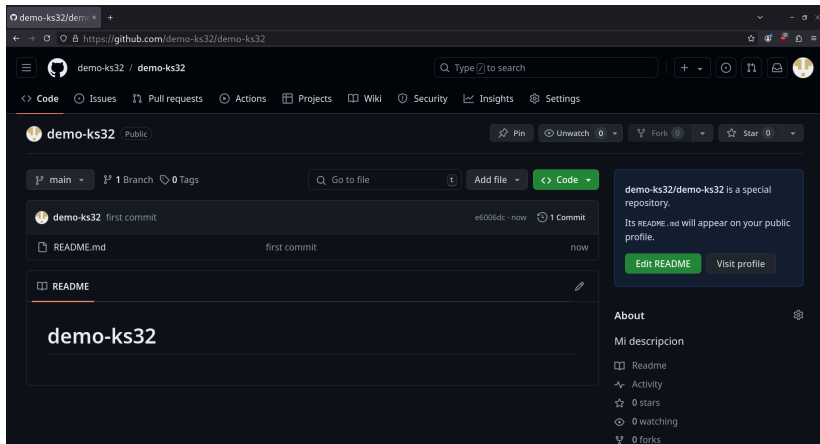 demo-ks32/demo
https://github.com/demo-ks32/demo-ks32
demo-ks32 / demo-ks32
Type / to search
Code Issues Pull requests Actions Projects Wiki Security Insights Settings
demo-ks32 Public
Pin Unwatch 0 Fork 0 Star 0
main 1 Branch 0 Tags Go to file t Add file Code
demo-ks32 first commit e6006dc · now 1 Commit
README.md first commit now
README
demo-ks32
demo-ks32/demo-ks32 is a special
repository.
Its README.md will appear on your public
profile.
Edit README Visit profile
About
Mi descripcion
Readme
Activity
0 stars
0 watching
0 forks